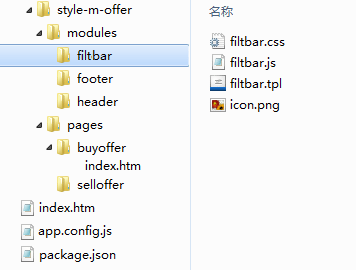 style-m-offer
modules
filtbar
footer
header
pages
buyoffer
index.htm
selloffer
index.htm
app.config.js
package.json
名称
filtbar.css
filtbar.js
filtbar.tpl
icon.png